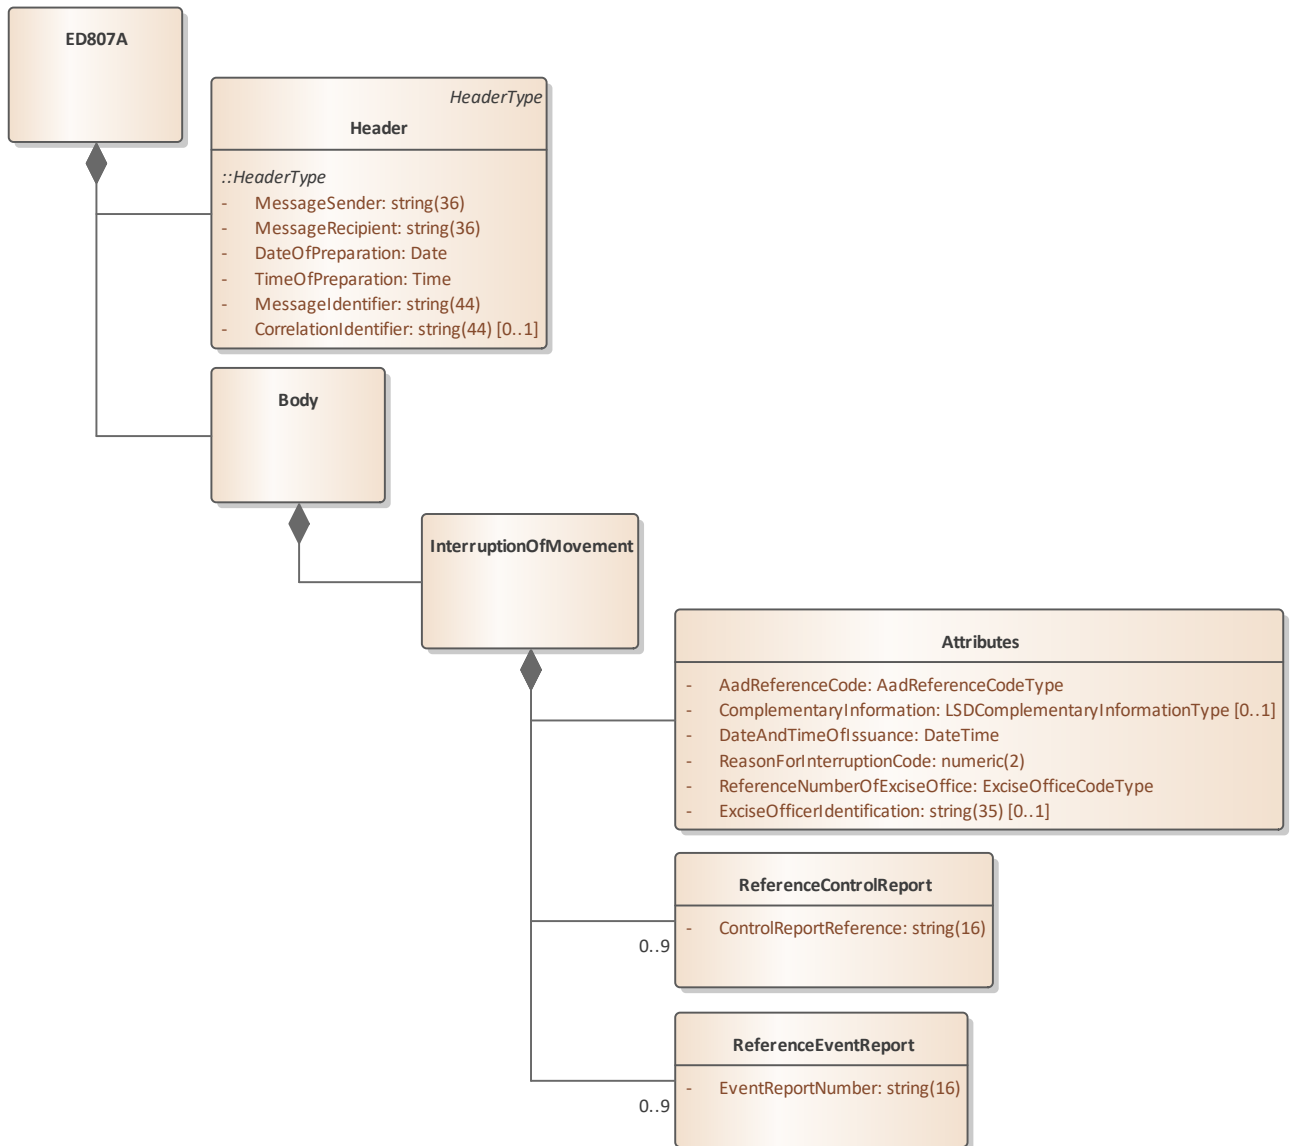 ED807A
HeaderType
Header
::HeaderType
- MessageSender: string(36)
- MessageRecipient: string(36)
- DateOfPreparation: Date
- TimeOfPreparation: Time
- MessageIdentifier: string(44)
- CorrelationIdentifier: string(44) [0..1]
Body
InterruptionOfMovement
Attributes
- AadReferenceCode: AadReferenceCodeType
- ComplementaryInformation: LSDComplementaryInformationType [0..1]
- DateAndTimeOfIssuance: DateTime
- ReasonForInterruptionCode: numeric(2)
- ReferenceNumberOfExciseOffice: ExciseOfficeCodeType
- ExciseOfficerIdentification: string(35) [0..1]
ReferenceControlReport
- ControlReportReference: string(16)
0..9
ReferenceEventReport
- EventReportNumber: string(16)
0..9